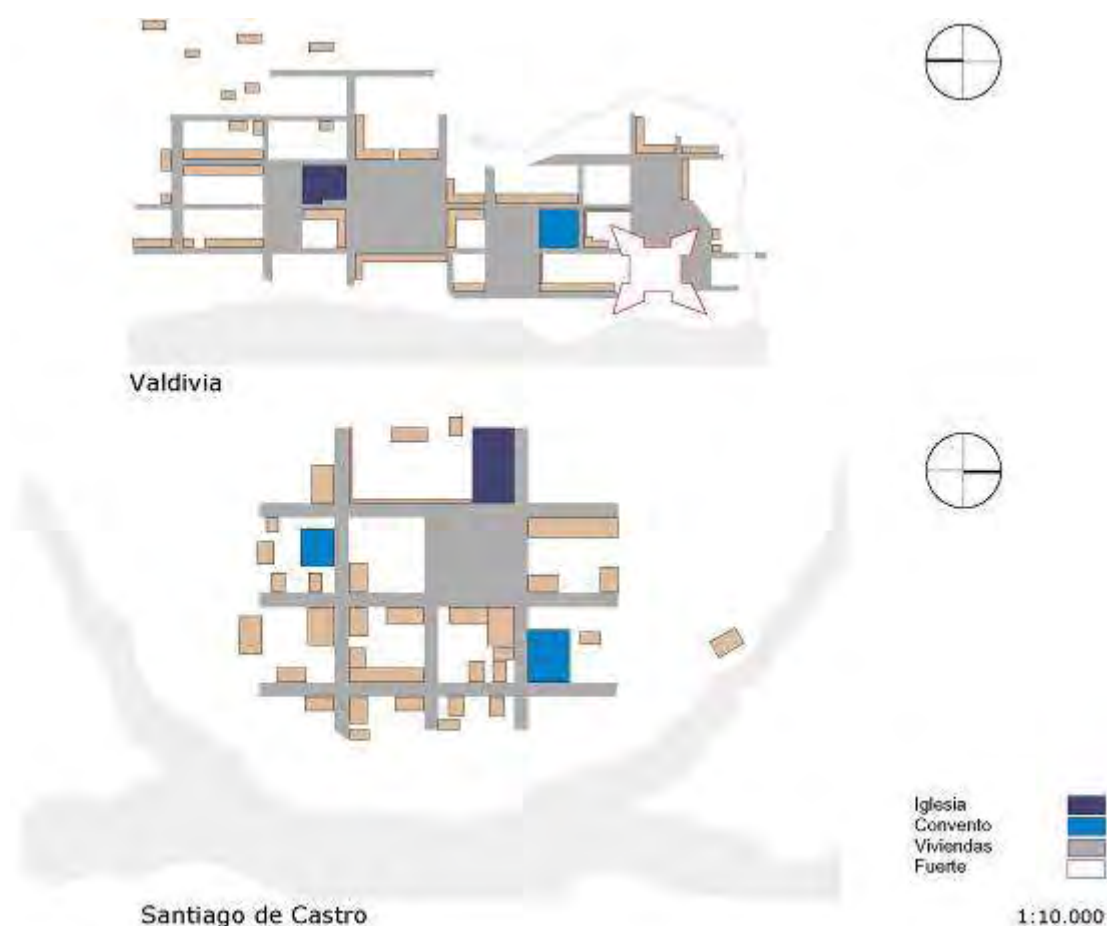 Valdivia
Iglesia
Convento
Viviendas
Fuerte
Santiago de Castro
1:10.000